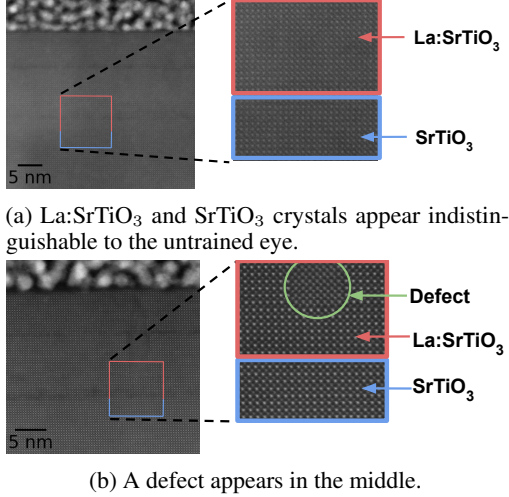 La:SrTiO₃
SrTiO₃
5 nm
(a) La:SrTiO₃ and SrTiO₃ crystals appear indistin-
guishable to the untrained eye.
Defect
La:SrTiO₃
SrTiO₃
5 nm
(b) A defect appears in the middle.